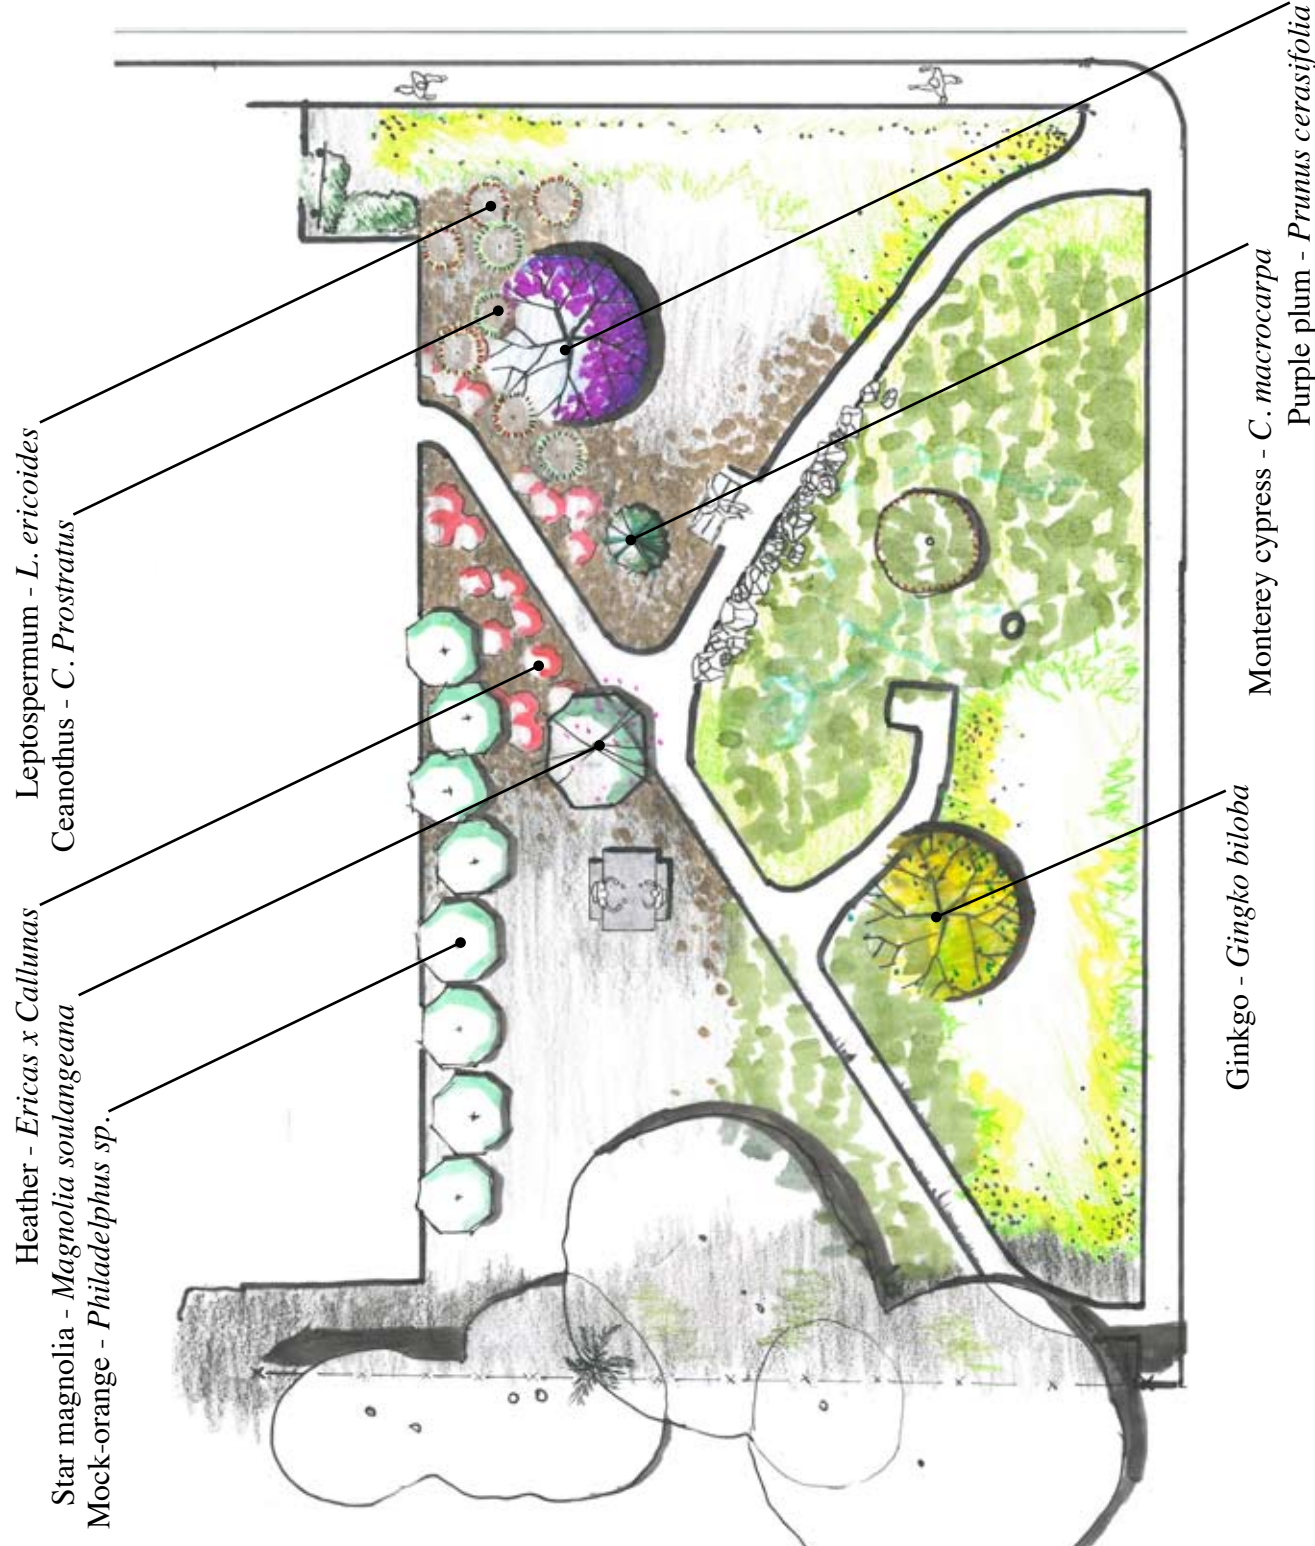 Leptospermum - L. ericoides
Ceanothus - C. Prostratus
Heather - Ericas x Callunas
Star magnolia - Magnolia soulangeana
Mock-orange - Philadelphus sp.
Ginkgo - Gingko biloba
Monterey cypress - C. macrocarpa
Purple plum - Prunus cerasifolia